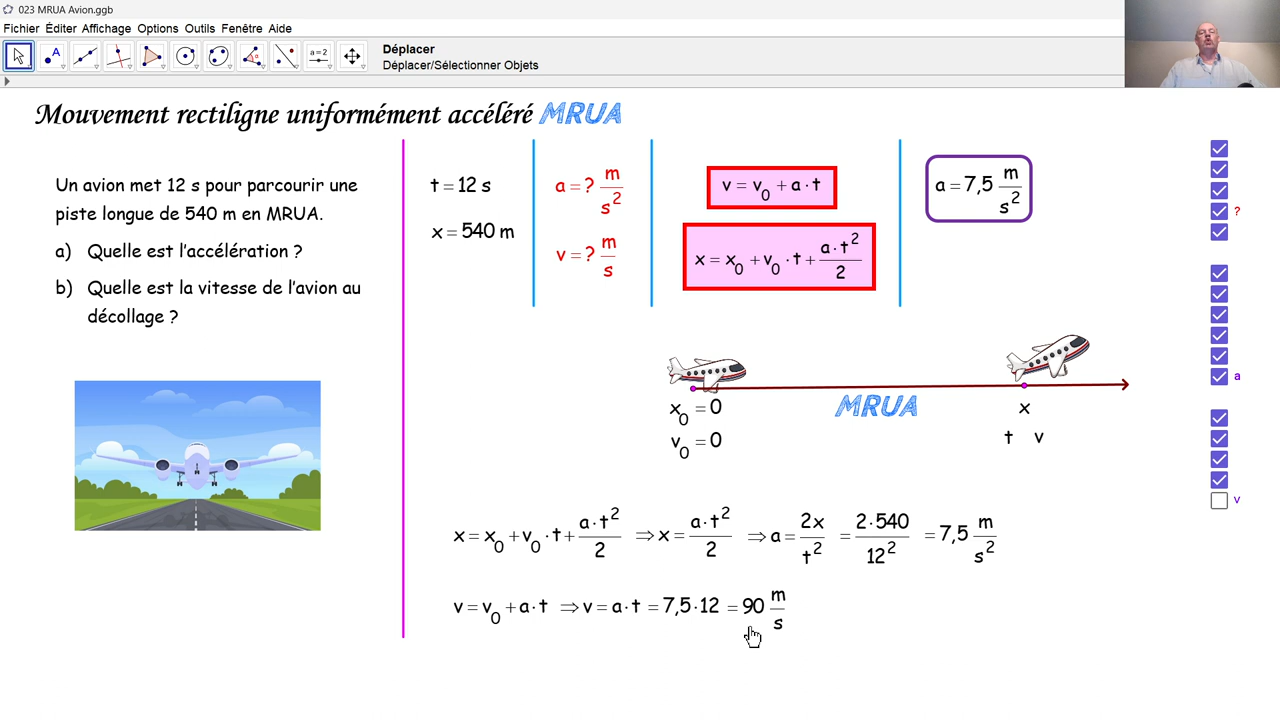 023 MRUA Avion.ggb
Fichier Éditer Affichage Options Outils Fenêtre Aide
A
a=2
Déplacer
Déplacer/Sélectionner Objets
Mouvement rectiligne uniformément accéléré MRUA
Un avion met 12 s pour parcourir une
piste longue de 540 m en MRUA.
a) Quelle est l'accélération ?
b) Quelle est la vitesse de l'avion au
décollage ?
t = 12 s
x = 540 m
a = ? m/s²
v = ? m/s
v = v₀ + a · t
x = x₀ + v₀ · t + a · t²/2
a = 7,5 m/s²
?
a
v
MRUA
x₀ = 0
v₀ = 0
x
t v
x = x₀ + v₀ · t + a · t²/2 ⇒ x = a · t²/2 ⇒ a = 2x/t² = 2 · 540/12² = 7,5 m/s²
v = v₀ + a · t ⇒ v = a · t = 7,5 · 12 = 90 m/s